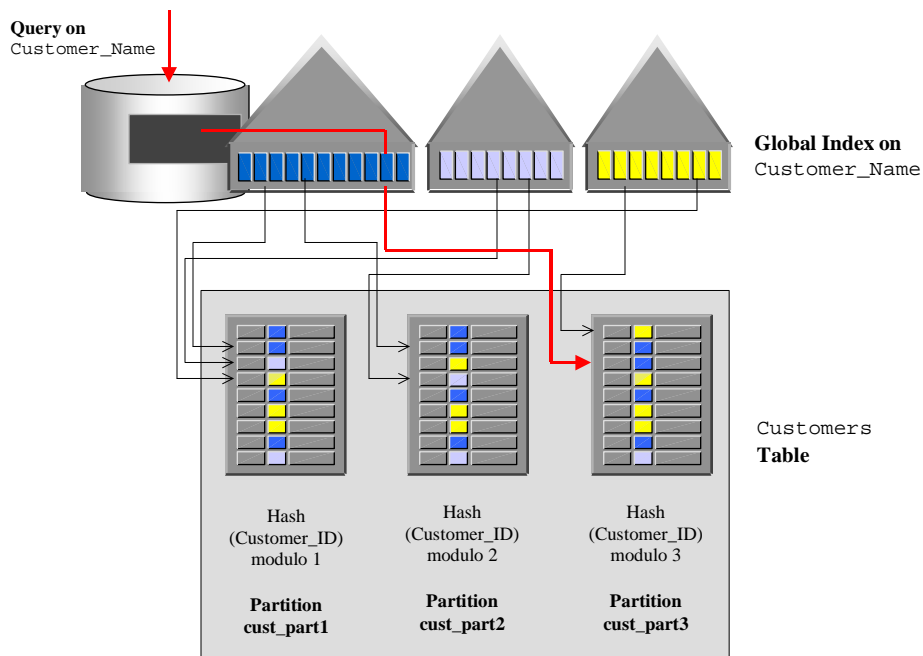 Query on
Customer_Name
Global Index on
Customer_Name
Customers
Table
Hash
(Customer_ID)
modulo 1
Hash
(Customer_ID)
modulo 2
Hash
(Customer_ID)
modulo 3
Partition
cust_part1
Partition
cust_part2
Partition
cust_part3